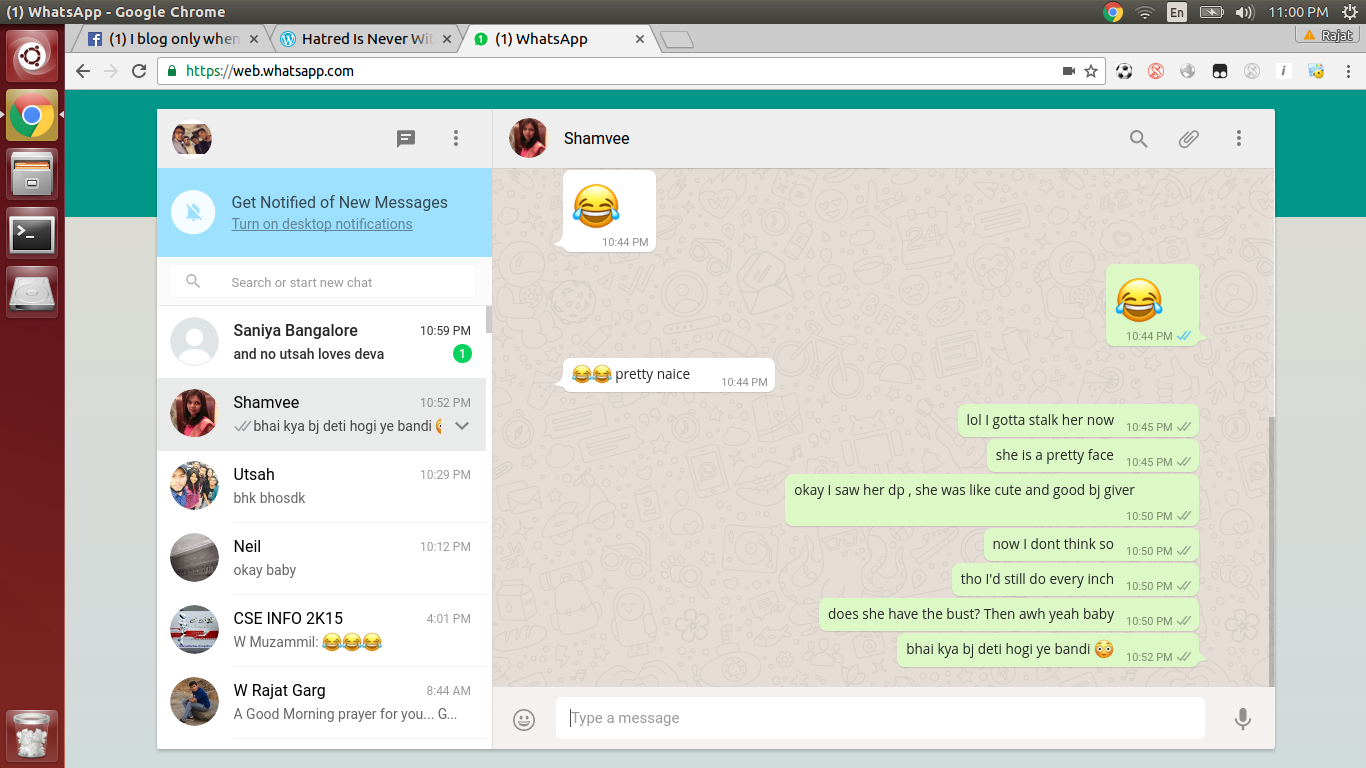 (1) WhatsApp - Google Chrome
En
11:00 PM
(1) I blog only when
Hatred Is Never Wit
(1) WhatsApp
Rajat
https://web.whatsapp.com
Shamvee
Get Notified of New Messages
Turn on desktop notifications
Search or start new chat
Saniya Bangalore 10:59 PM
and no utsah loves deva 1
Shamvee 10:52 PM
bhai kya bj deti hogi ye bandi 😳
Utsah 10:29 PM
bhk bhosdk
Neil 10:12 PM
okay baby
CSE INFO 2K15 4:01 PM
W Muzammil: 😂😂😂
W Rajat Garg 8:44 AM
A Good Morning prayer for you... G...
😂
10:44 PM
😂
10:44 PM
😂😂 pretty naice 10:44 PM
lol I gotta stalk her now 10:45 PM
she is a pretty face 10:45 PM
okay I saw her dp , she was like cute and good bj giver
10:50 PM
now I dont think so 10:50 PM
tho I'd still do every inch 10:50 PM
does she have the bust? Then awh yeah baby 10:50 PM
bhai kya bj deti hogi ye bandi 😳 10:52 PM
Type a message